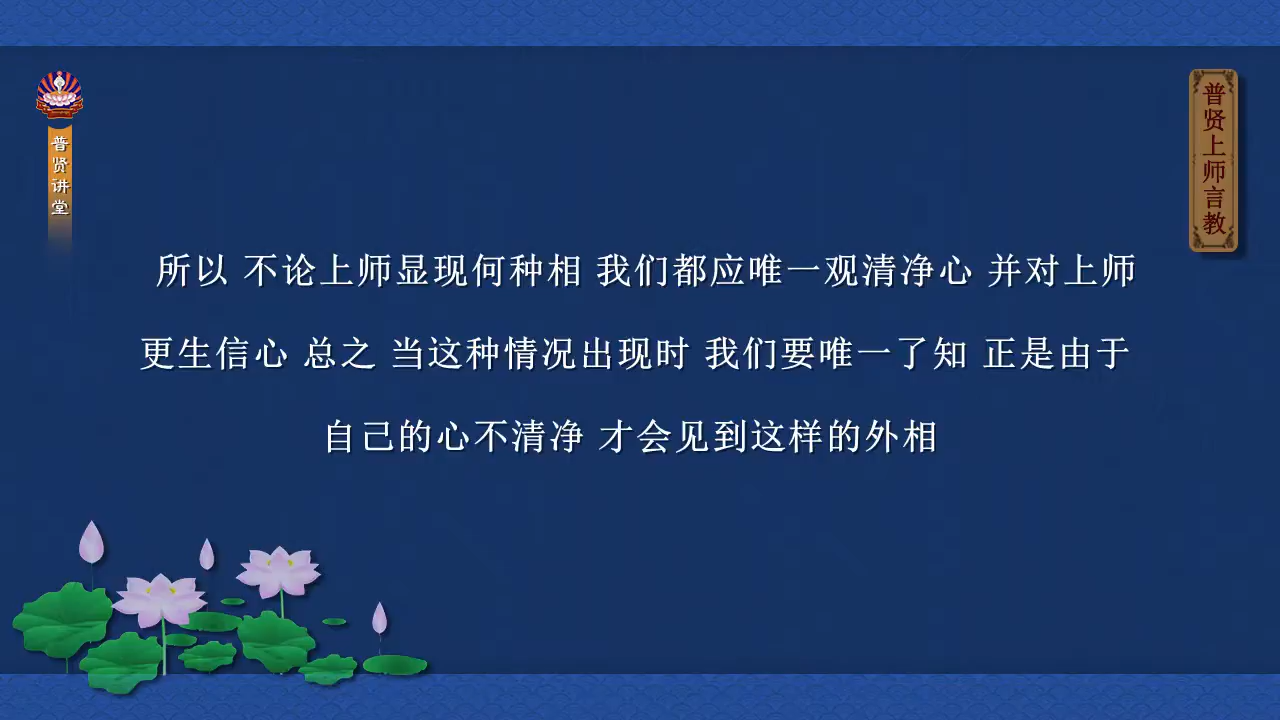 普贤讲堂
普贤上师言教
所以 不论上师显现何种相 我们都应唯一观清净心 并对上师
更生信心 总之 当这种情况出现时 我们要唯一了知 正是由于
自己的心不清净 才会见到这样的外相